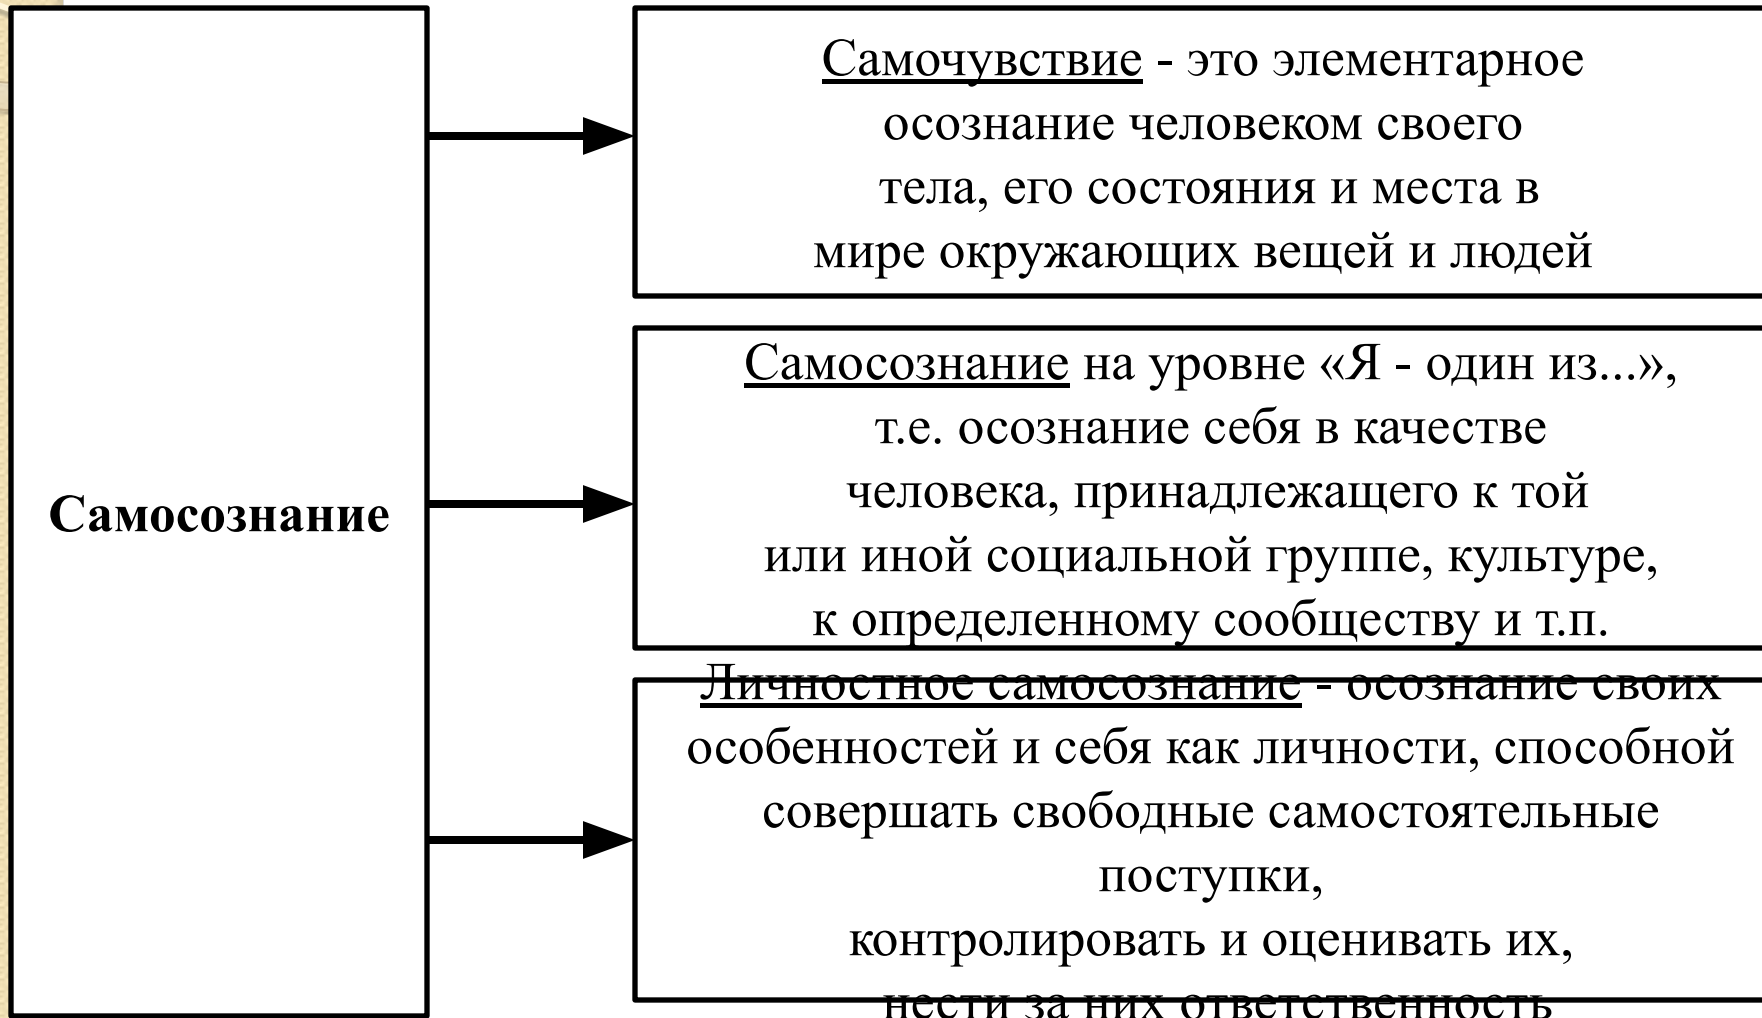 Самосознание
Самочувствие - это элементарное
осознание человеком своего
тела, его состояния и места в
мире окружающих вещей и людей
Самосознание на уровне «Я - один из...»,
т.е. осознание себя в качестве
человека, принадлежащего к той
или иной социальной группе, культуре,
к определенному сообществу и т.п.
Личностное самосознание - осознание своих
особенностей и себя как личности, способной
совершать свободные самостоятельные
поступки,
контролировать и оценивать их,
нести за них ответственность